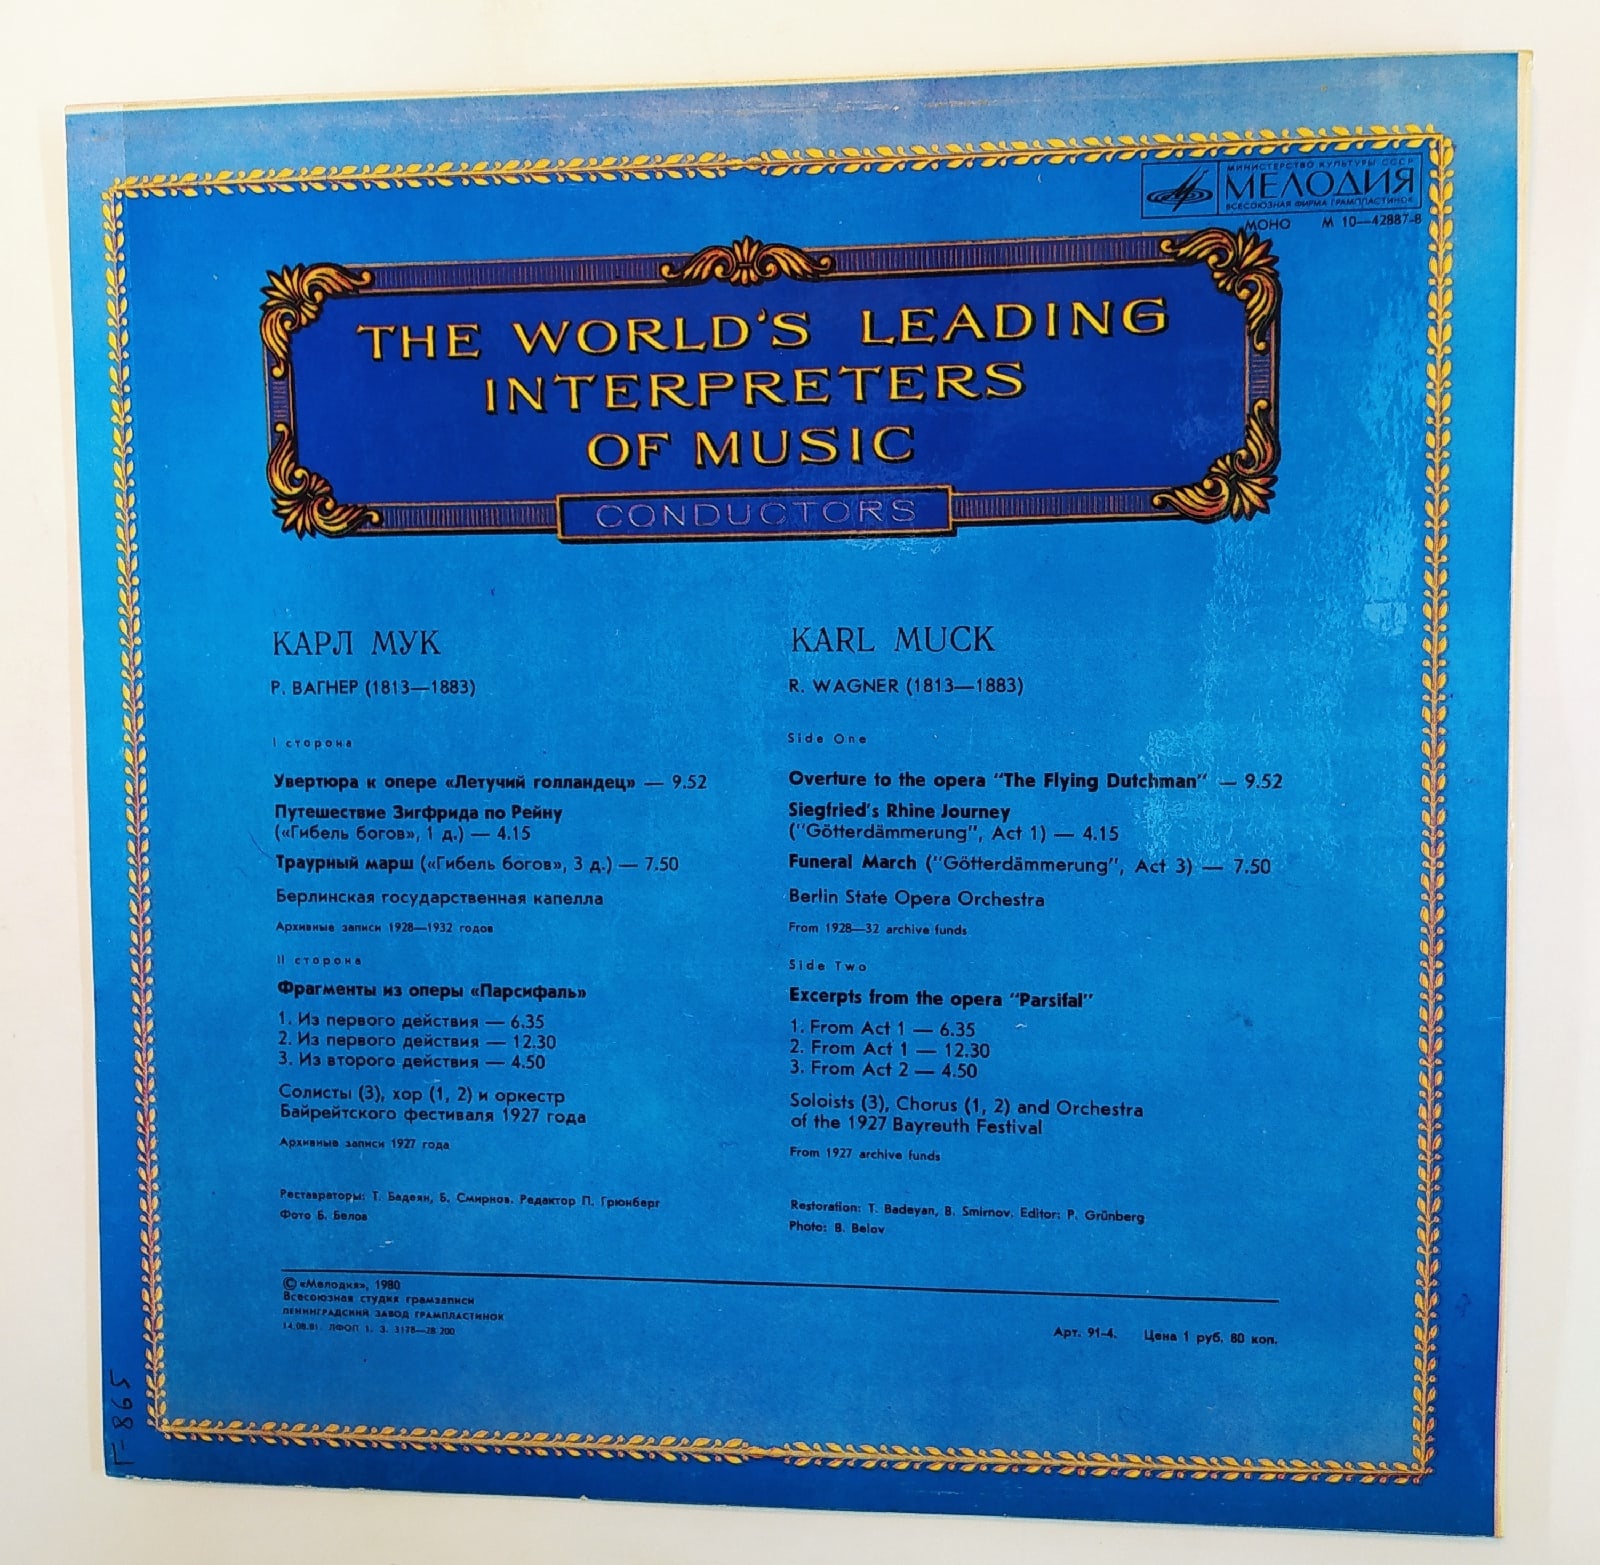 МИНИСТЕРСТВО КУЛЬТУРЫ СССР
МЕЛОДИЯ
ВСЕСОЮЗНАЯ ФИРМА ГРАМПЛАСТИНОК
МОНО М 10—42887-8
THE WORLD'S LEADING
INTERPRETERS
OF MUSIC
CONDUCTORS
КАРЛ МУК
Р. ВАГНЕР (1813—1883)
I сторона
Увертюра к опере «Летучий голландец» — 9.52
Путешествие Зигфрида по Рейну
(«Гибель богов», 1 д.) — 4.15
Траурный марш («Гибель богов», 3 д.) — 7.50
Берлинская государственная капелла
Архивные записи 1928—1932 годов
II сторона
Фрагменты из оперы «Парсифаль»
1. Из первого действия — 6.35
2. Из первого действия — 12.30
3. Из второго действия — 4.50
Солисты (3), хор (1, 2) и оркестр
Байрейтского фестиваля 1927 года
Архивные записи 1927 года
Реставраторы: Т. Бадеян, Б. Смирнов. Редактор П. Грюнберг
Фото Б. Белов
KARL MUCK
R. WAGNER (1813—1883)
Side One
Overture to the opera "The Flying Dutchman" — 9.52
Siegfried's Rhine Journey
("Götterdämmerung", Act 1) — 4.15
Funeral March ("Götterdämmerung", Act 3) — 7.50
Berlin State Opera Orchestra
From 1928—32 archive funds
Side Two
Excerpts from the opera "Parsifal"
1. From Act 1 — 6.35
2. From Act 1 — 12.30
3. From Act 2 — 4.50
Soloists (3), Chorus (1, 2) and Orchestra
of the 1927 Bayreuth Festival
From 1927 archive funds
Restoration: T. Badeyan, B. Smirnov. Editor: P. Grünberg
Photo: B. Belov
© «Мелодия», 1980
Всесоюзная студия грамзаписи
ЛЕНИНГРАДСКИЙ ЗАВОД ГРАМПЛАСТИНОК
14.08.81. ЛФОП 1. З. 3178—28 200
Арт. 91-4. Цена 1 руб. 80 коп.
Г-865